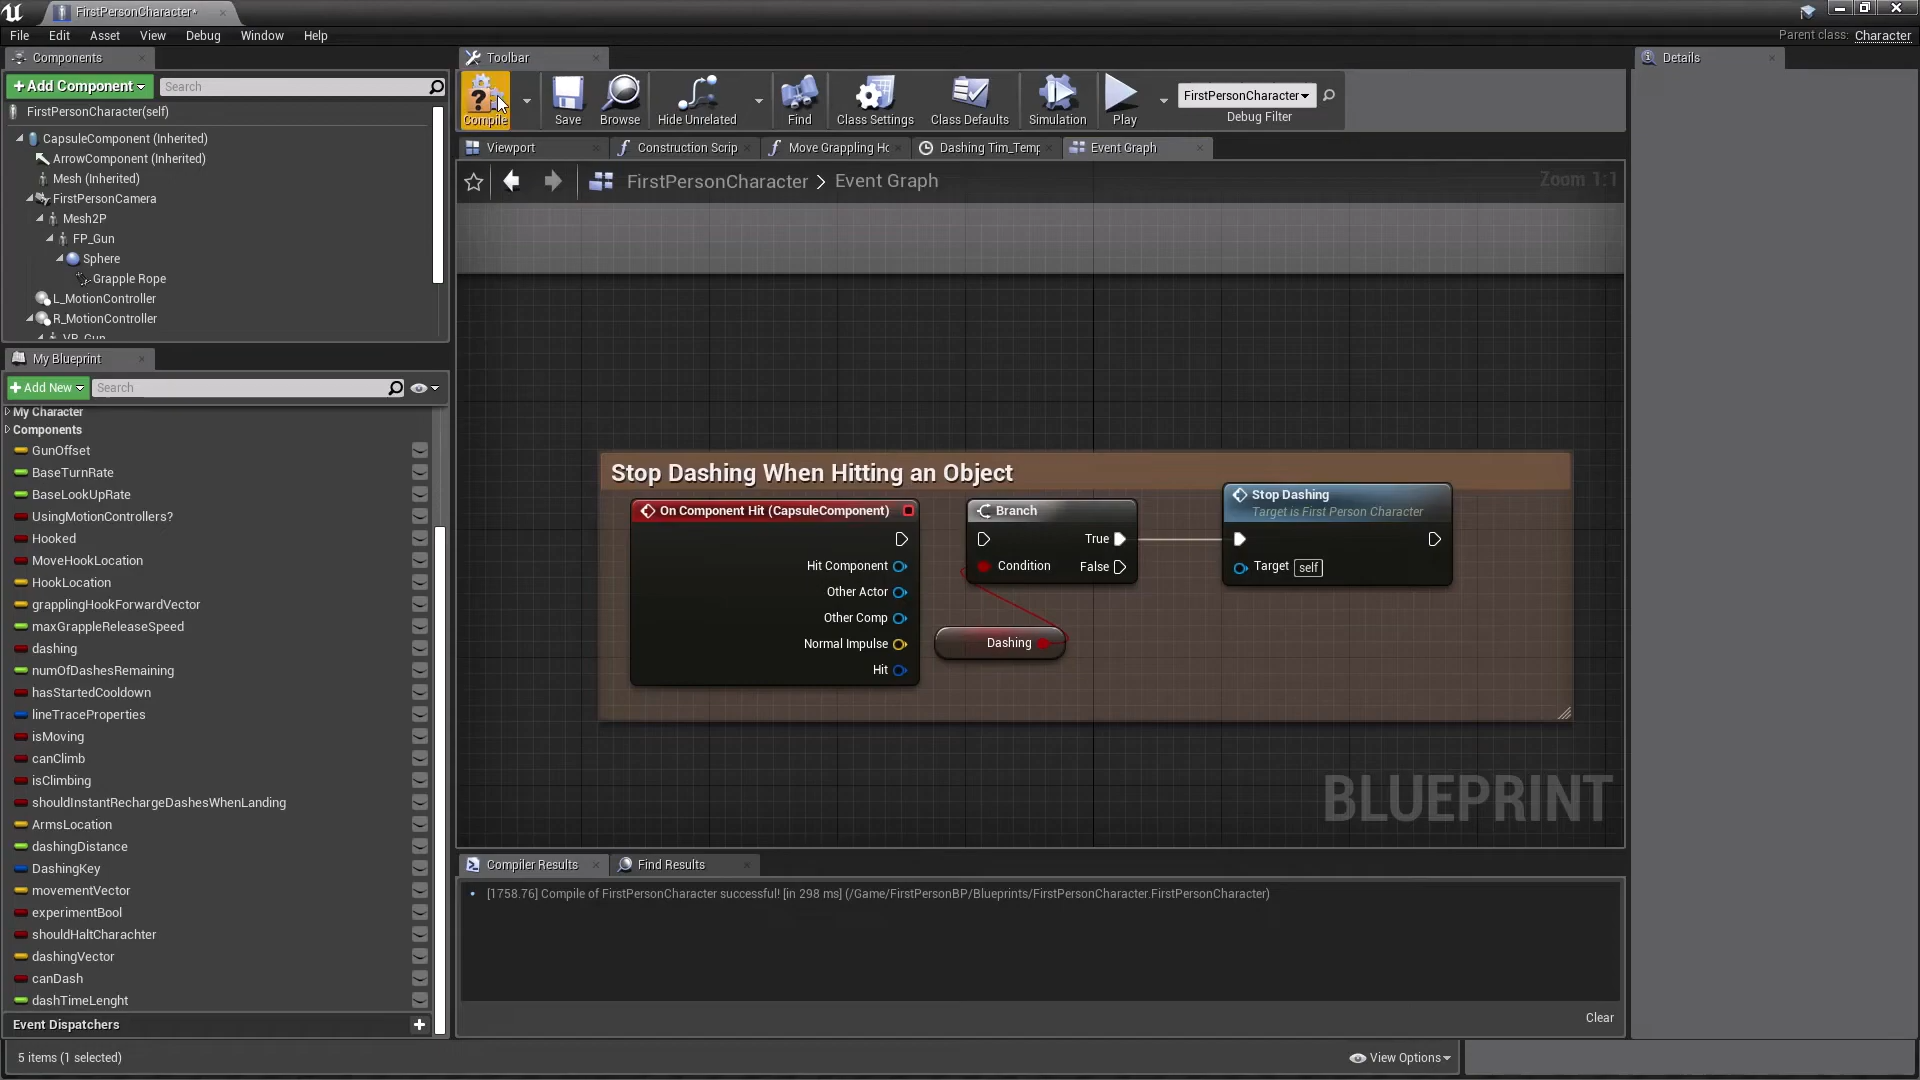 FirstPersonCharacter*
File Edit Asset View Debug Window Help
Parent class: Character
Components
+ Add Component
Search
FirstPersonCharacter(self)
CapsuleComponent (Inherited)
ArrowComponent (Inherited)
Mesh (Inherited)
FirstPersonCamera
Mesh2P
FP_Gun
Sphere
Grapple Rope
L_MotionController
R_MotionController
VR_Gun
My Blueprint
+ Add New
Search
My Character
Components
GunOffset
BaseTurnRate
BaseLookUpRate
UsingMotionControllers?
Hooked
MoveHookLocation
HookLocation
grapplingHookForwardVector
maxGrappleReleaseSpeed
dashing
numOfDashesRemaining
hasStartedCooldown
lineTraceProperties
isMoving
canClimb
isClimbing
shouldInstantRechargeDashesWhenLanding
ArmsLocation
dashingDistance
DashingKey
movementVector
experimentBool
shouldHaltCharachter
dashingVector
canDash
dashTimeLenght
Event Dispatchers
5 items (1 selected)
View Options
Toolbar
Compile
Save
Browse
Hide Unrelated
Find
Class Settings
Class Defaults
Simulation
Play
FirstPersonCharacter
Debug Filter
Viewport
Construction Scrip
Move Grappling Ho
Dashing Tim_Temp
Event Graph
FirstPersonCharacter > Event Graph
Zoom 1:1
Stop Dashing When Hitting an Object
On Component Hit (CapsuleComponent)
Hit Component
Other Actor
Other Comp
Normal Impulse
Hit
Branch
True
Condition
False
Dashing
Stop Dashing
Target is First Person Character
Target self
BLUEPRINT
Compiler Results
Find Results
[1758.76] Compile of FirstPersonCharacter successful! [in 298 ms] (/Game/FirstPersonBP/Blueprints/FirstPersonCharacter.FirstPersonCharacter)
Clear
Details